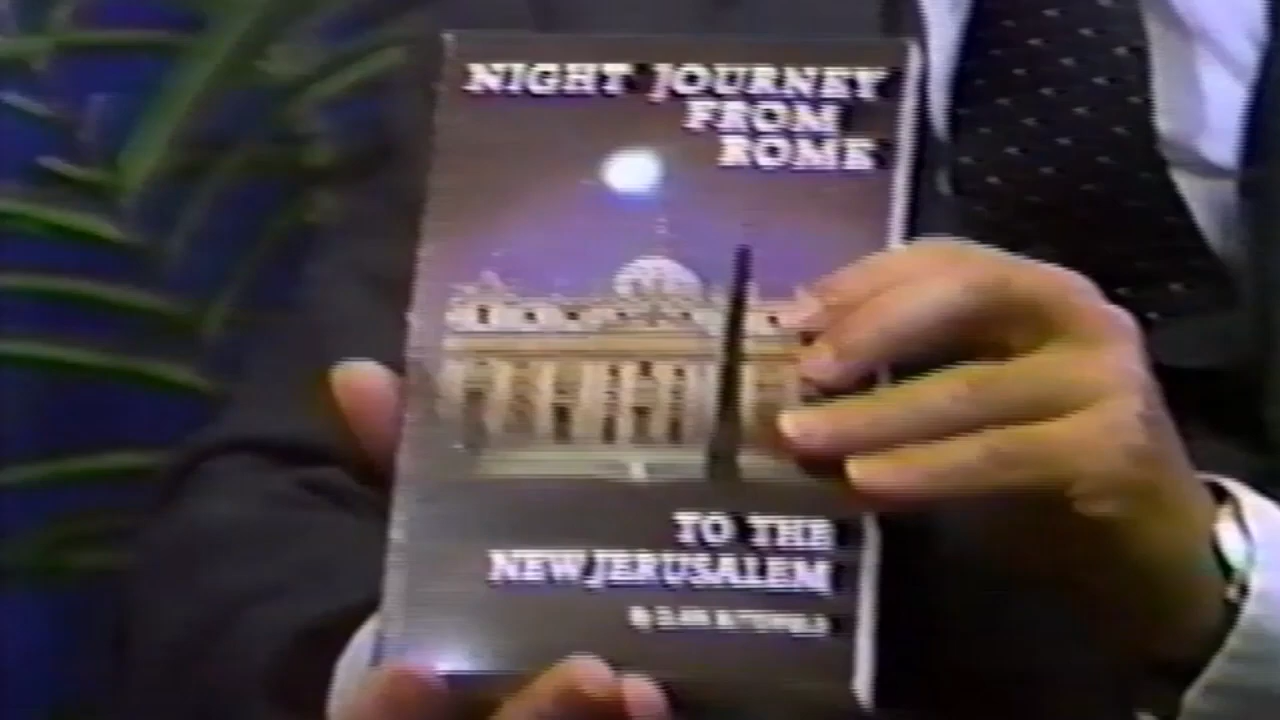 NIGHT JOURNEY
FROM
ROME
TO THE
NEW JERUSALEM